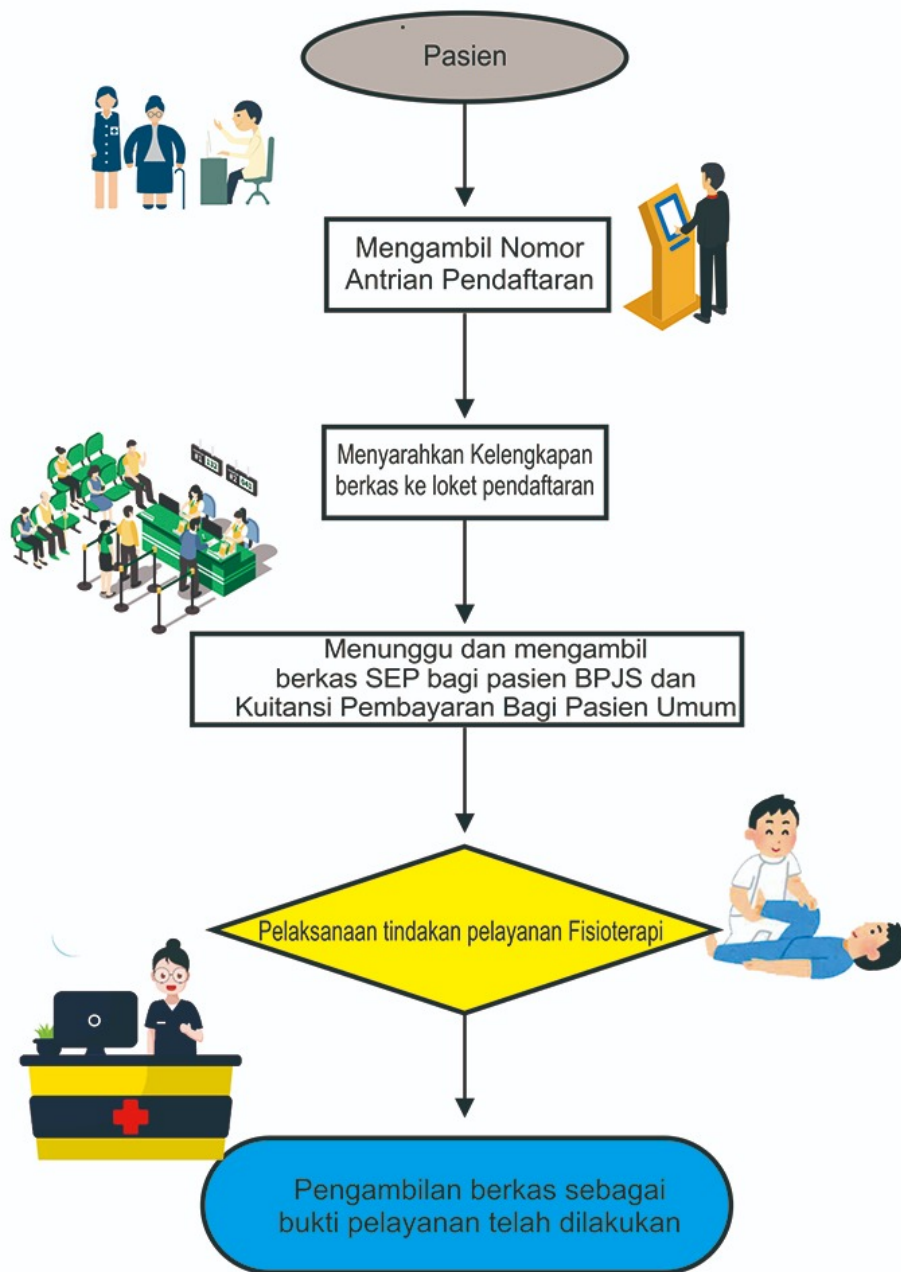 Pasien
Mengambil Nomor
Antrian Pendaftaran
Menyarahkan Kelengkapan
berkas ke loket pendaftaran
Menunggu dan mengambil
berkas SEP bagi pasien BPJS dan
Kuitansi Pembayaran Bagi Pasien Umum
Pelaksanaan tindakan pelayanan Fisioterapi
Pengambilan berkas sebagai
bukti pelayanan telah dilakukan